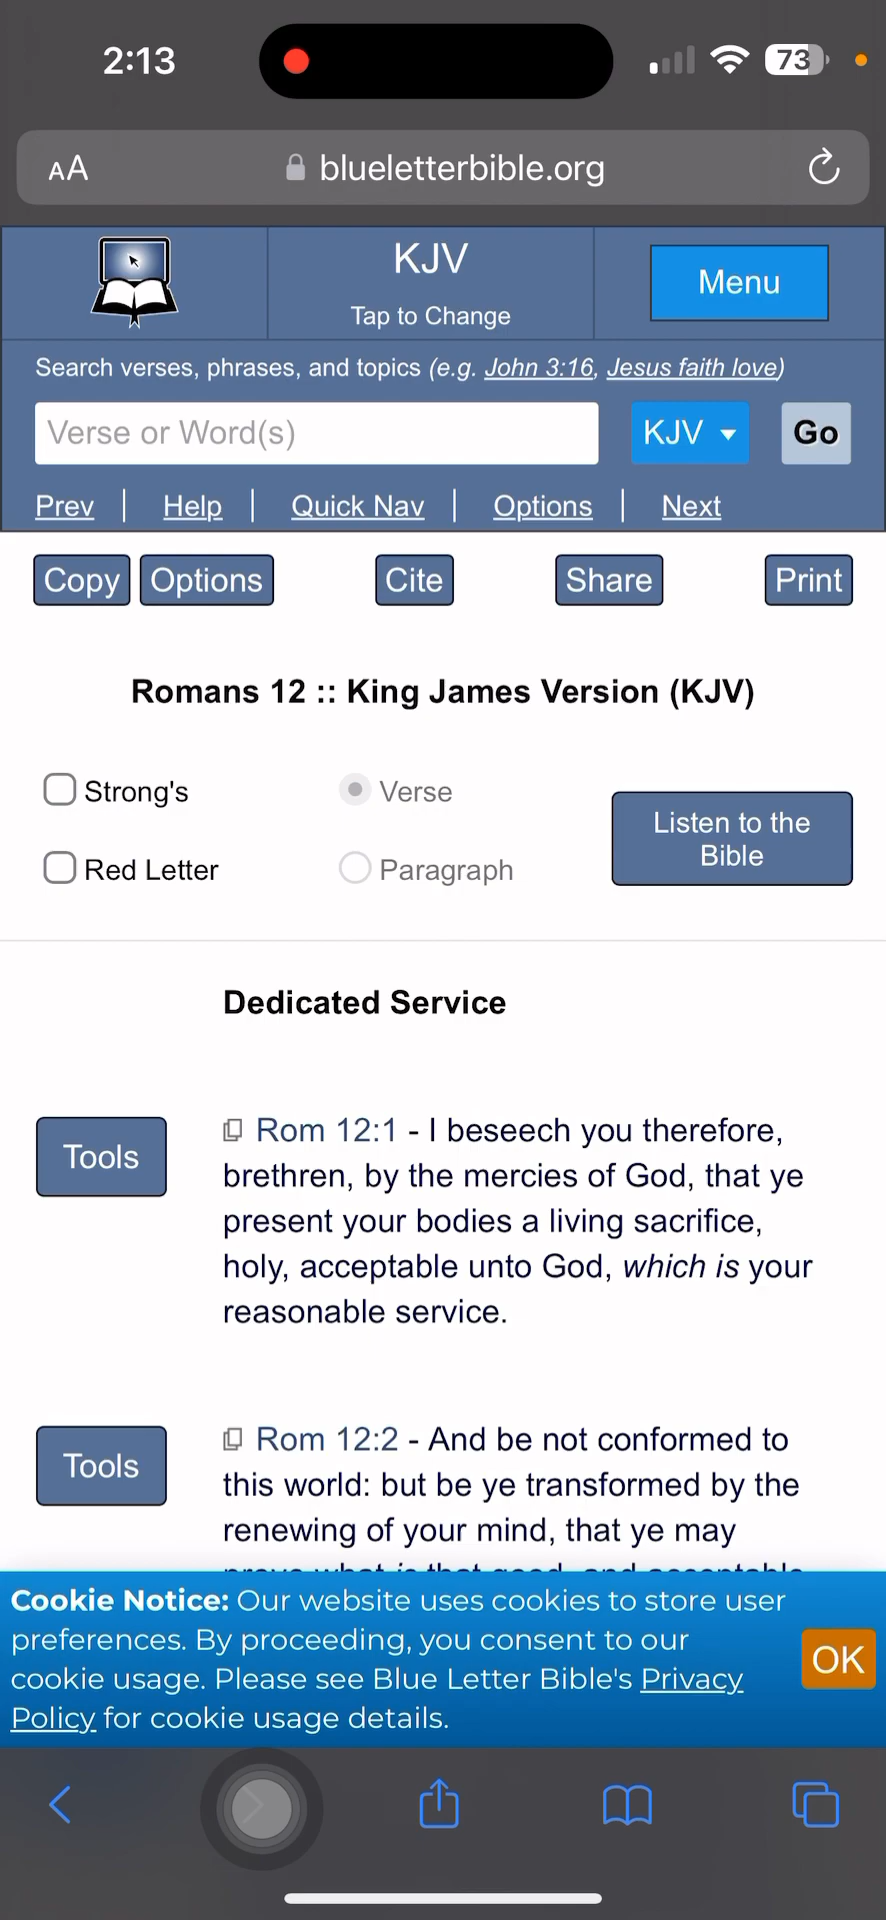 2:13
73
AA
blueletterbible.org
KJV
Tap to Change
Menu
Search verses, phrases, and topics (e.g. John 3:16, Jesus faith love)
Verse or Word(s)
KJV
Go
Prev | Help | Quick Nav | Options | Next
Copy Options Cite Share Print
Romans 12 :: King James Version (KJV)
Strong's
Verse
Red Letter
Paragraph
Listen to the
Bible
Dedicated Service
Tools
Rom 12:1 - I beseech you therefore,
brethren, by the mercies of God, that ye
present your bodies a living sacrifice,
holy, acceptable unto God, which is your
reasonable service.
Tools
Rom 12:2 - And be not conformed to
this world: but be ye transformed by the
renewing of your mind, that ye may
prove what is that good, and acceptable
Cookie Notice: Our website uses cookies to store user
preferences. By proceeding, you consent to our
cookie usage. Please see Blue Letter Bible's Privacy
Policy for cookie usage details.
OK